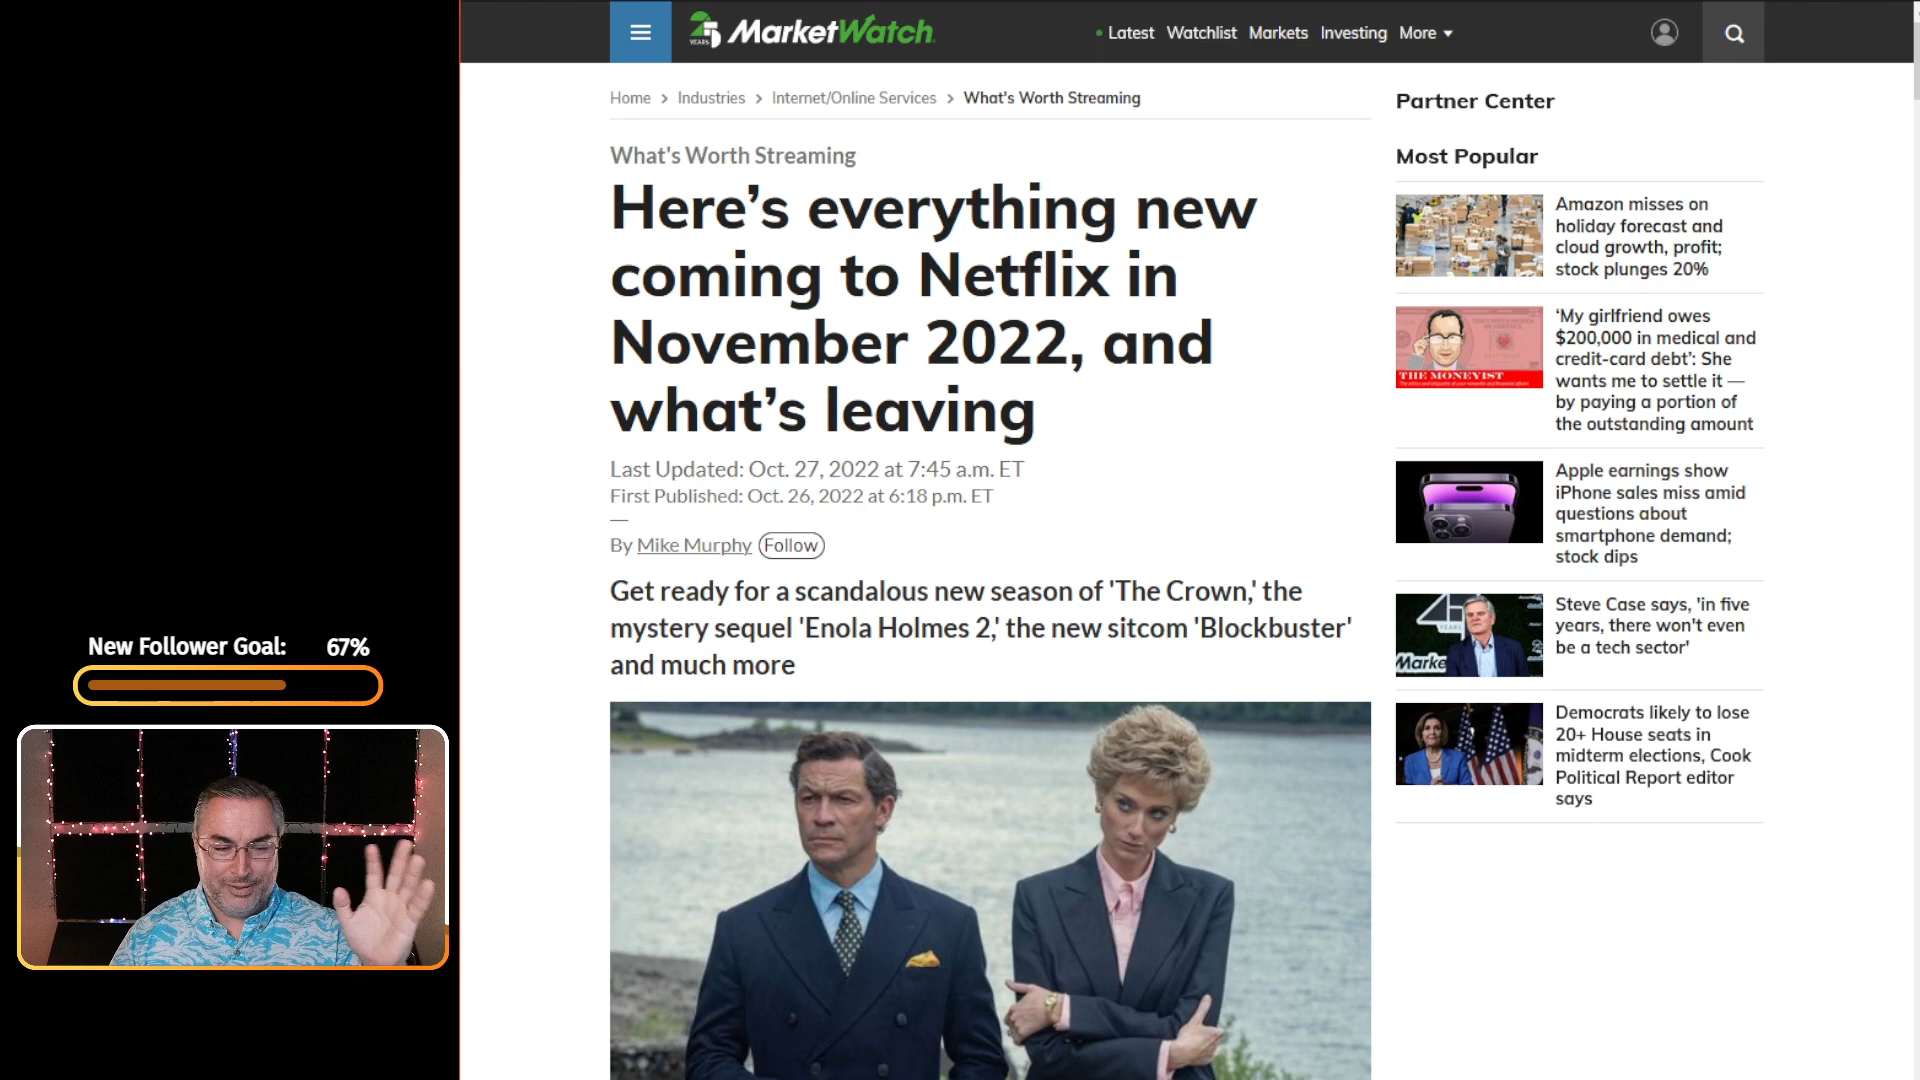 25 YEARS MarketWatch
Latest Watchlist Markets Investing More
Home > Industries > Internet/Online Services > What's Worth Streaming
What's Worth Streaming
Here’s everything new
coming to Netflix in
November 2022, and
what’s leaving
Last Updated: Oct. 27, 2022 at 7:45 a.m. ET
First Published: Oct. 26, 2022 at 6:18 p.m. ET
By Mike Murphy Follow
Get ready for a scandalous new season of 'The Crown,' the
mystery sequel 'Enola Holmes 2,' the new sitcom 'Blockbuster'
and much more
Partner Center
Most Popular
Amazon misses on
holiday forecast and
cloud growth, profit;
stock plunges 20%
THE MONEYIST
‘My girlfriend owes
$200,000 in medical and
credit-card debt’: She
wants me to settle it —
by paying a portion of
the outstanding amount
Apple earnings show
iPhone sales miss amid
questions about
smartphone demand;
stock dips
Steve Case says, 'in five
years, there won't even
be a tech sector'
Democrats likely to lose
20+ House seats in
midterm elections, Cook
Political Report editor
says
New Follower Goal: 67%